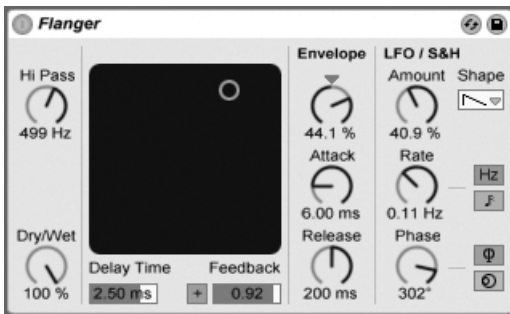 Flanger
Hi Pass
499 Hz
Dry/Wet
100 %
Delay Time Feedback
2.50 ms + 0.92
Envelope
44.1 %
Attack
6.00 ms
Release
200 ms
LFO / S&H
Amount Shape
40.9 %
Rate
0.11 Hz
Hz
Phase
302°